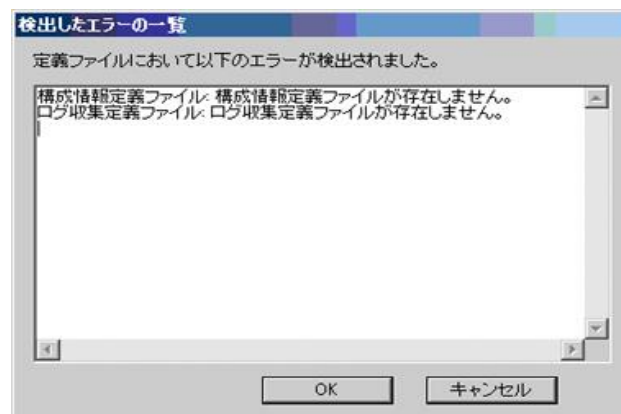 検出したエラーの一覧
定義ファイルにおいて以下のエラーが検出されました。
構成情報定義ファイル: 構成情報定義ファイルが存在しません。
ログ収集定義ファイル: ログ収集定義ファイルが存在しません。
OK
キャンセル